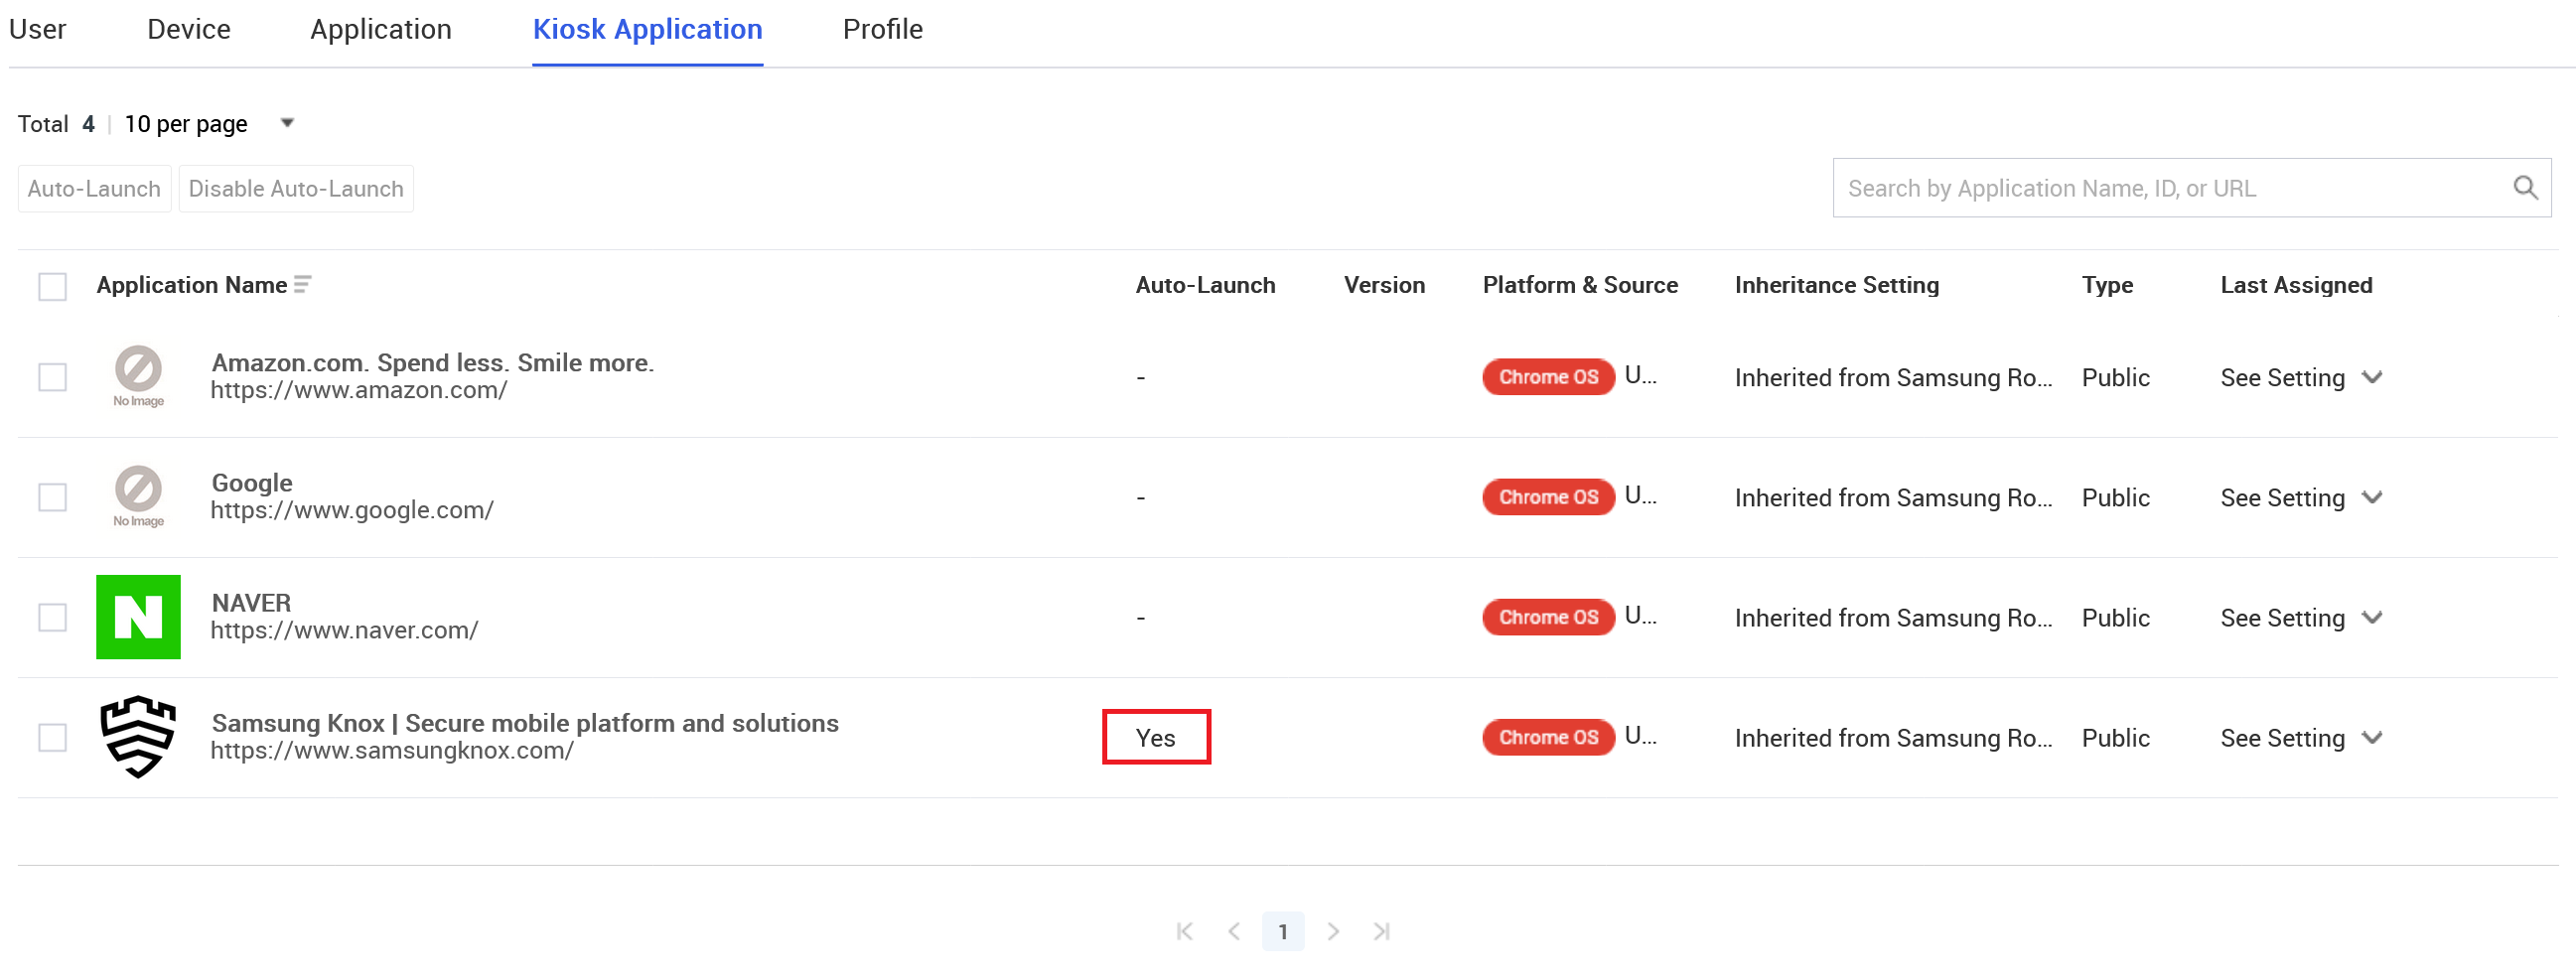 User Device Application Kiosk Application Profile
Total 4 | 10 per page
Auto-Launch Disable Auto-Launch Search by Application Name, ID, or URL
Application Name Auto-Launch Version Platform & Source Inheritance Setting Type Last Assigned
Amazon.com. Spend less. Smile more.
https://www.amazon.com/
No Image
- Chrome OS U... Inherited from Samsung Ro... Public See Setting
Google
https://www.google.com/
No Image
- Chrome OS U... Inherited from Samsung Ro... Public See Setting
N
NAVER
https://www.naver.com/
- Chrome OS U... Inherited from Samsung Ro... Public See Setting
Samsung Knox | Secure mobile platform and solutions
https://www.samsungknox.com/
Yes Chrome OS U... Inherited from Samsung Ro... Public See Setting
1